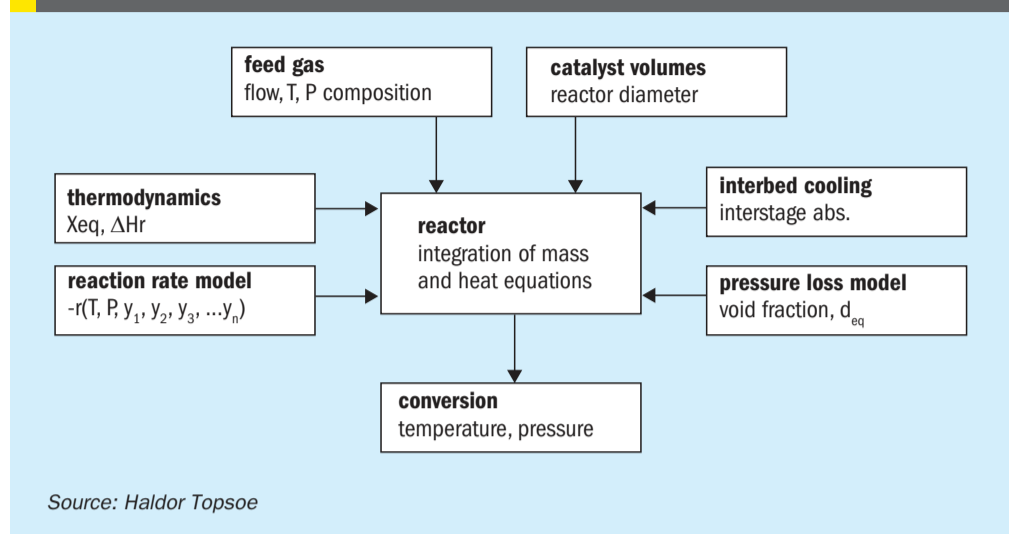 feed gas
flow, T, P composition
catalyst volumes
reactor diameter
thermodynamics
Xeq, ΔHr
interbed cooling
interstage abs.
reactor
integration of mass
and heat equations
reaction rate model
-r(T, P, y₁, y₂, y₃, ...yₙ)
pressure loss model
void fraction, d_eq
conversion
temperature, pressure
Source: Haldor Topsoe